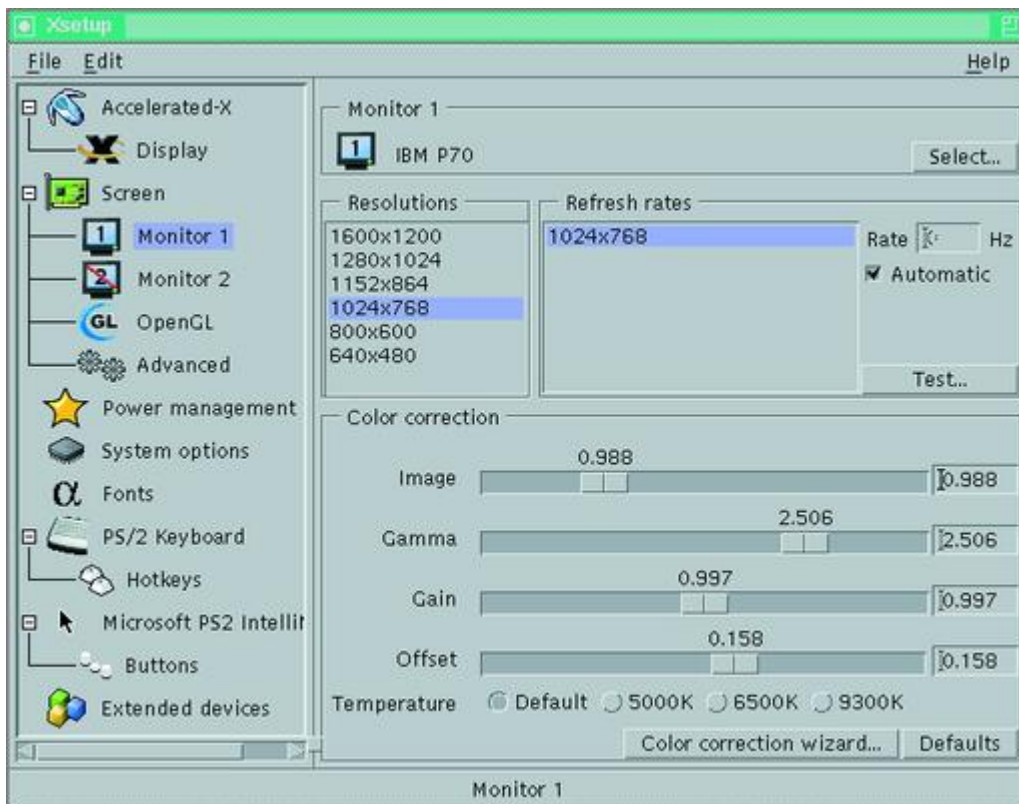 Xsetup
File Edit Help
Accelerated-X
Display
Screen
1 Monitor 1
2 Monitor 2
GL OpenGL
Advanced
Power management
System options
α Fonts
PS/2 Keyboard
Hotkeys
Microsoft PS2
Buttons
Extended devices
Monitor 1
1 IBM P70
Select...
Resolutions
1600x1200
1280x1024
1152x864
1024x768
800x600
640x480
Refresh rates
1024x768
Rate Hz
Automatic
Test...
Color correction
0.988
Image 0.988
2.506
Gamma 2.506
0.997
Gain 0.997
0.158
Offset 0.158
Temperature Default 5000K 6500K 9300K
Color correction wizard... Defaults
Monitor 1